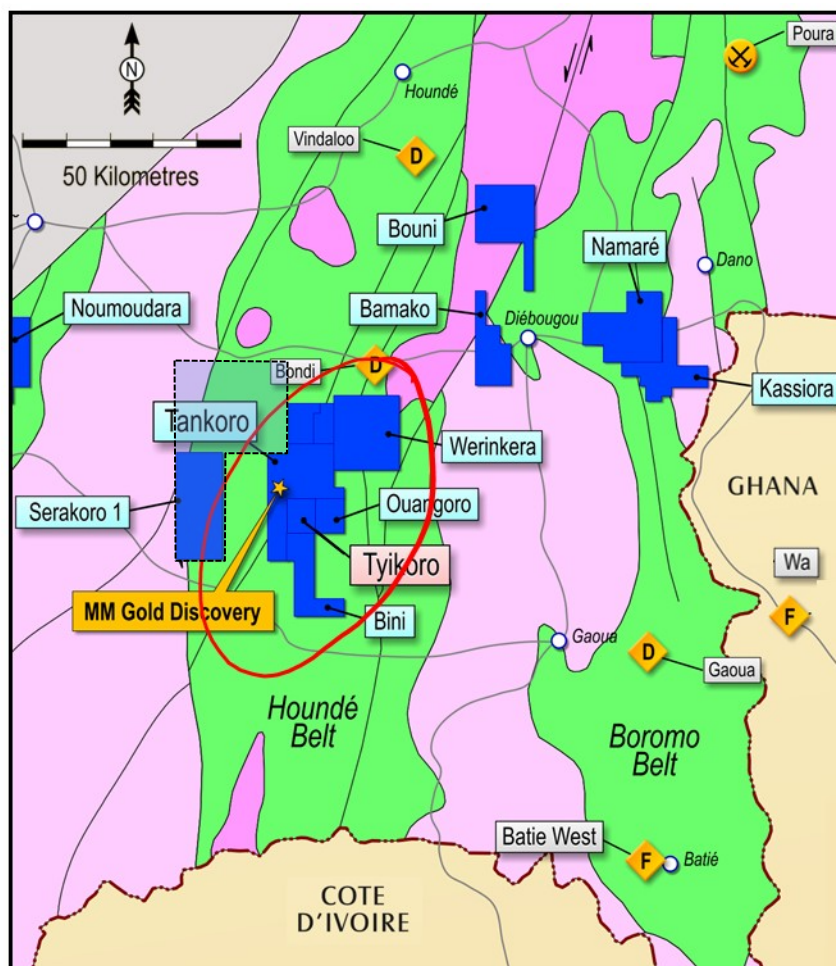 Poura
N
Houndé
Vindaloo
D
50 Kilometres
Bouni
Namaré
Dano
Noumoudara
Bamako
Diébougou
D
Bondi
Kassiora
Tankoro
Werinkera
GHANA
Serakoro 1
Ouangoro
Tyikoro
Wa
MM Gold Discovery
Bini
F
Gaoua
D
Gaoua
Houndé
Belt
Boromo
Belt
Batie West
F
Batié
COTE
D'IVOIRE